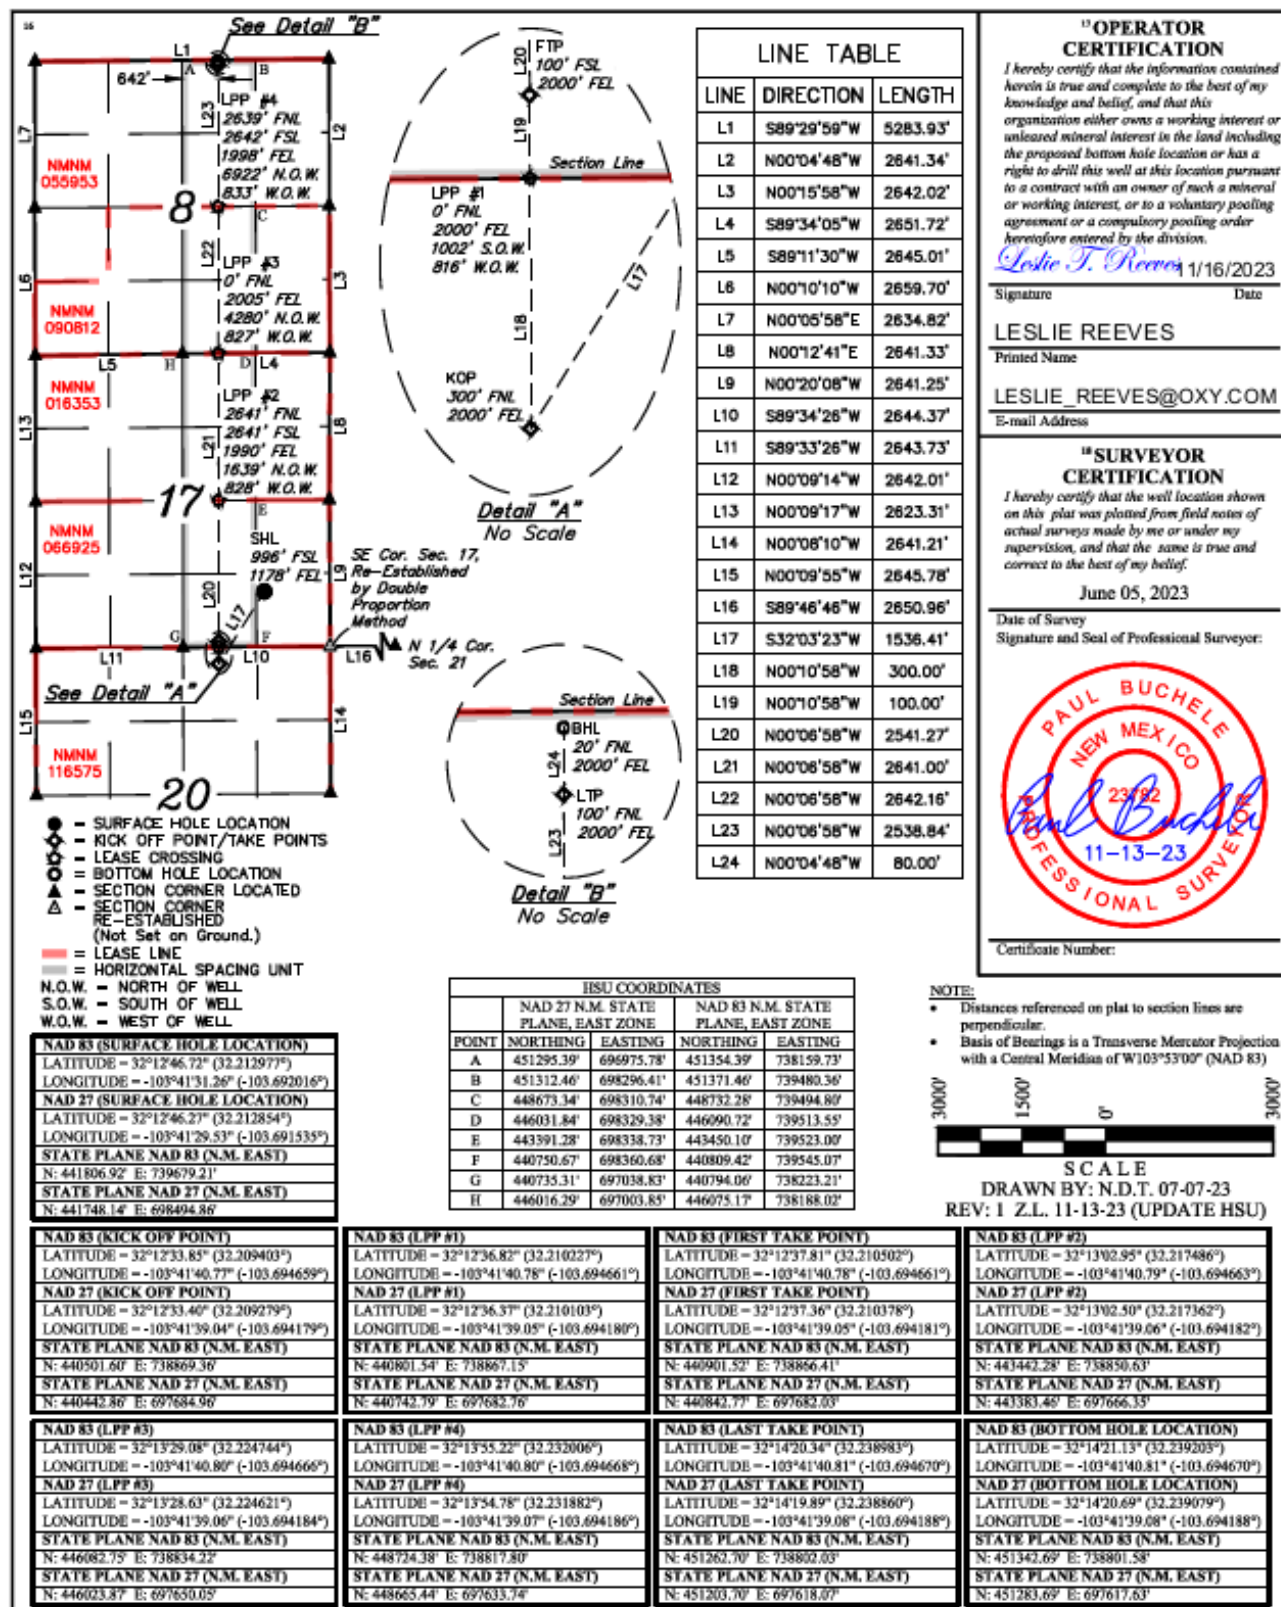 16
See Detail "B"
L1
A
B
642'
L23
LPP #4
2639' FNL
2642' FSL
1998' FEL
6922' N.O.W.
833' W.O.W.
L7
L2
NMNM
055953
8
C
L22
LPP #3
0' FNL
2005' FEL
4280' N.O.W.
827' W.O.W.
L6
L3
NMNM
090812
L5
H
D
L4
NMNM
016353
LPP #2
2641' FNL
2641' FSL
1990' FEL
1639' N.O.W.
828' W.O.W.
L13
L21
L8
17
E
NMNM
066925
SHL
996' FSL
1178' FEL
SE Cor. Sec. 17,
Re-Established
by Double
Proportion
Method
L12
L20
L17
L9
G
F
L11
L10
L16
N 1/4 Cor.
Sec. 21
See Detail "A"
L15
L14
NMNM
116575
20
= SURFACE HOLE LOCATION
= KICK OFF POINT/TAKE POINTS
= LEASE CROSSING
= BOTTOM HOLE LOCATION
= SECTION CORNER LOCATED
= SECTION CORNER
RE-ESTABLISHED
(Not Set on Ground.)
= LEASE LINE
= HORIZONTAL SPACING UNIT
N.O.W. = NORTH OF WELL
S.O.W. = SOUTH OF WELL
W.O.W. = WEST OF WELL
L20
FTP
100' FSL
2000' FEL
L19
Section Line
LPP #1
0' FNL
2000' FEL
1002' S.O.W.
816' W.O.W.
L17
L18
KOP
300' FNL
2000' FEL
Detail "A"
No Scale
Section Line
BHL
20' FNL
2000' FEL
L24
LTP
100' FNL
2000' FEL
L23
Detail "B"
No Scale
LINE TABLE
LINE DIRECTION LENGTH
L1 S89°29'59"W 5283.93'
L2 N00°04'48"W 2641.34'
L3 N00°15'58"W 2642.02'
L4 S89°34'05"W 2651.72'
L5 S89°11'30"W 2645.01'
L6 N00°10'10"W 2659.70'
L7 N00°05'58"E 2634.82'
L8 N00°12'41"E 2641.33'
L9 N00°20'08"W 2641.25'
L10 S89°34'26"W 2644.37'
L11 S89°33'26"W 2643.73'
L12 N00°09'14"W 2642.01'
L13 N00°09'17"W 2623.31'
L14 N00°08'10"W 2641.21'
L15 N00°09'55"W 2645.78'
L16 S89°46'46"W 2650.96'
L17 S32°03'23"W 1536.41'
L18 N00°10'58"W 300.00'
L19 N00°10'58"W 100.00'
L20 N00°06'58"W 2541.27'
L21 N00°06'58"W 2641.00'
L22 N00°06'58"W 2642.16'
L23 N00°06'58"W 2538.84'
L24 N00°04'48"W 80.00'
17 OPERATOR
CERTIFICATION
I hereby certify that the information contained
herein is true and complete to the best of my
knowledge and belief, and that this
organization either owns a working interest or
unleased mineral interest in the land including
the proposed bottom hole location or has a
right to drill this well at this location pursuant
to a contract with an owner of such a mineral
or working interest, or to a voluntary pooling
agreement or a compulsory pooling order
heretofore entered by the division.
Leslie T. Reeves 11/16/2023
Signature Date
LESLIE REEVES
Printed Name
LESLIE_REEVES@OXY.COM
E-mail Address
18 SURVEYOR
CERTIFICATION
I hereby certify that the well location shown
on this plat was plotted from field notes of
actual surveys made by me or under my
supervision, and that the same is true and
correct to the best of my belief.
June 05, 2023
Date of Survey
Signature and Seal of Professional Surveyor:
PAUL BUCHELE
NEW MEXICO
23782
Paul Buchele
11-13-23
PROFESSIONAL SURVEYOR
Certificate Number:
HSU COORDINATES
NAD 27 N.M. STATE PLANE, EAST ZONE NAD 83 N.M. STATE PLANE, EAST ZONE
POINT NORTHING EASTING NORTHING EASTING
A 451295.39' 696975.78' 451354.39' 738159.73'
B 451312.46' 698296.41' 451371.46' 739480.36'
C 448673.34' 698310.74' 448732.28' 739494.80'
D 446031.84' 698329.38' 446090.72' 739513.55'
E 443391.28' 698338.73' 443450.10' 739523.00'
F 440750.67' 698360.68' 440809.42' 739545.07'
G 440735.31' 697038.83' 440794.06' 738223.21'
H 446016.29' 697003.85' 446075.17' 738188.02'
NOTE:
• Distances referenced on plat to section lines are
perpendicular.
• Basis of Bearings is a Transverse Mercator Projection
with a Central Meridian of W103°53'00" (NAD 83)
3000' 1500' 0' 3000'
SCALE
DRAWN BY: N.D.T. 07-07-23
REV: 1 Z.L. 11-13-23 (UPDATE HSU)
NAD 83 (SURFACE HOLE LOCATION)
LATITUDE = 32°12'46.72" (32.212977°)
LONGITUDE = -103°41'31.26" (-103.692016°)
NAD 27 (SURFACE HOLE LOCATION)
LATITUDE = 32°12'46.27" (32.212854°)
LONGITUDE = -103°41'29.53" (-103.691535°)
STATE PLANE NAD 83 (N.M. EAST)
N: 441806.92' E: 739679.21'
STATE PLANE NAD 27 (N.M. EAST)
N: 441748.14' E: 698494.86'
NAD 83 (KICK OFF POINT)
LATITUDE = 32°12'33.85" (32.209403°)
LONGITUDE = -103°41'40.77" (-103.694659°)
NAD 27 (KICK OFF POINT)
LATITUDE = 32°12'33.40" (32.209279°)
LONGITUDE = -103°41'39.04" (-103.694179°)
STATE PLANE NAD 83 (N.M. EAST)
N: 440501.60' E: 738869.36'
STATE PLANE NAD 27 (N.M. EAST)
N: 440442.86' E: 697684.96'
NAD 83 (LPP #1)
LATITUDE = 32°12'36.82" (32.210227°)
LONGITUDE = -103°41'40.78" (-103.694661°)
NAD 27 (LPP #1)
LATITUDE = 32°12'36.37" (32.210103°)
LONGITUDE = -103°41'39.05" (-103.694180°)
STATE PLANE NAD 83 (N.M. EAST)
N: 440801.54' E: 738867.15'
STATE PLANE NAD 27 (N.M. EAST)
N: 440742.79' E: 697682.76'
NAD 83 (FIRST TAKE POINT)
LATITUDE = 32°12'37.81" (32.210502°)
LONGITUDE = -103°41'40.78" (-103.694661°)
NAD 27 (FIRST TAKE POINT)
LATITUDE = 32°12'37.36" (32.210378°)
LONGITUDE = -103°41'39.05" (-103.694181°)
STATE PLANE NAD 83 (N.M. EAST)
N: 440901.52' E: 738866.41'
STATE PLANE NAD 27 (N.M. EAST)
N: 440842.77' E: 697682.03'
NAD 83 (LPP #2)
LATITUDE = 32°13'02.95" (32.217486°)
LONGITUDE = -103°41'40.79" (-103.694663°)
NAD 27 (LPP #2)
LATITUDE = 32°13'02.50" (32.217362°)
LONGITUDE = -103°41'39.06" (-103.694182°)
STATE PLANE NAD 83 (N.M. EAST)
N: 443442.28' E: 738850.63'
STATE PLANE NAD 27 (N.M. EAST)
N: 443383.46' E: 697666.35'
NAD 83 (LPP #3)
LATITUDE = 32°13'29.08" (32.224744°)
LONGITUDE = -103°41'40.80" (-103.694666°)
NAD 27 (LPP #3)
LATITUDE = 32°13'28.63" (32.224621°)
LONGITUDE = -103°41'39.06" (-103.694184°)
STATE PLANE NAD 83 (N.M. EAST)
N: 446082.75' E: 738834.22'
STATE PLANE NAD 27 (N.M. EAST)
N: 446023.87' E: 697650.05'
NAD 83 (LPP #4)
LATITUDE = 32°13'55.22" (32.232006°)
LONGITUDE = -103°41'40.80" (-103.694668°)
NAD 27 (LPP #4)
LATITUDE = 32°13'54.78" (32.231882°)
LONGITUDE = -103°41'39.07" (-103.694186°)
STATE PLANE NAD 83 (N.M. EAST)
N: 448724.38' E: 738817.80'
STATE PLANE NAD 27 (N.M. EAST)
N: 448665.44' E: 697633.74'
NAD 83 (LAST TAKE POINT)
LATITUDE = 32°14'20.34" (32.238983°)
LONGITUDE = -103°41'40.81" (-103.694670°)
NAD 27 (LAST TAKE POINT)
LATITUDE = 32°14'19.89" (32.238860°)
LONGITUDE = -103°41'39.08" (-103.694188°)
STATE PLANE NAD 83 (N.M. EAST)
N: 451262.70' E: 738802.03'
STATE PLANE NAD 27 (N.M. EAST)
N: 451203.70' E: 697618.07'
NAD 83 (BOTTOM HOLE LOCATION)
LATITUDE = 32°14'21.13" (32.239203°)
LONGITUDE = -103°41'40.81" (-103.694670°)
NAD 27 (BOTTOM HOLE LOCATION)
LATITUDE = 32°14'20.69" (32.239079°)
LONGITUDE = -103°41'39.08" (-103.694188°)
STATE PLANE NAD 83 (N.M. EAST)
N: 451342.69' E: 738801.58'
STATE PLANE NAD 27 (N.M. EAST)
N: 451283.69' E: 697617.63'